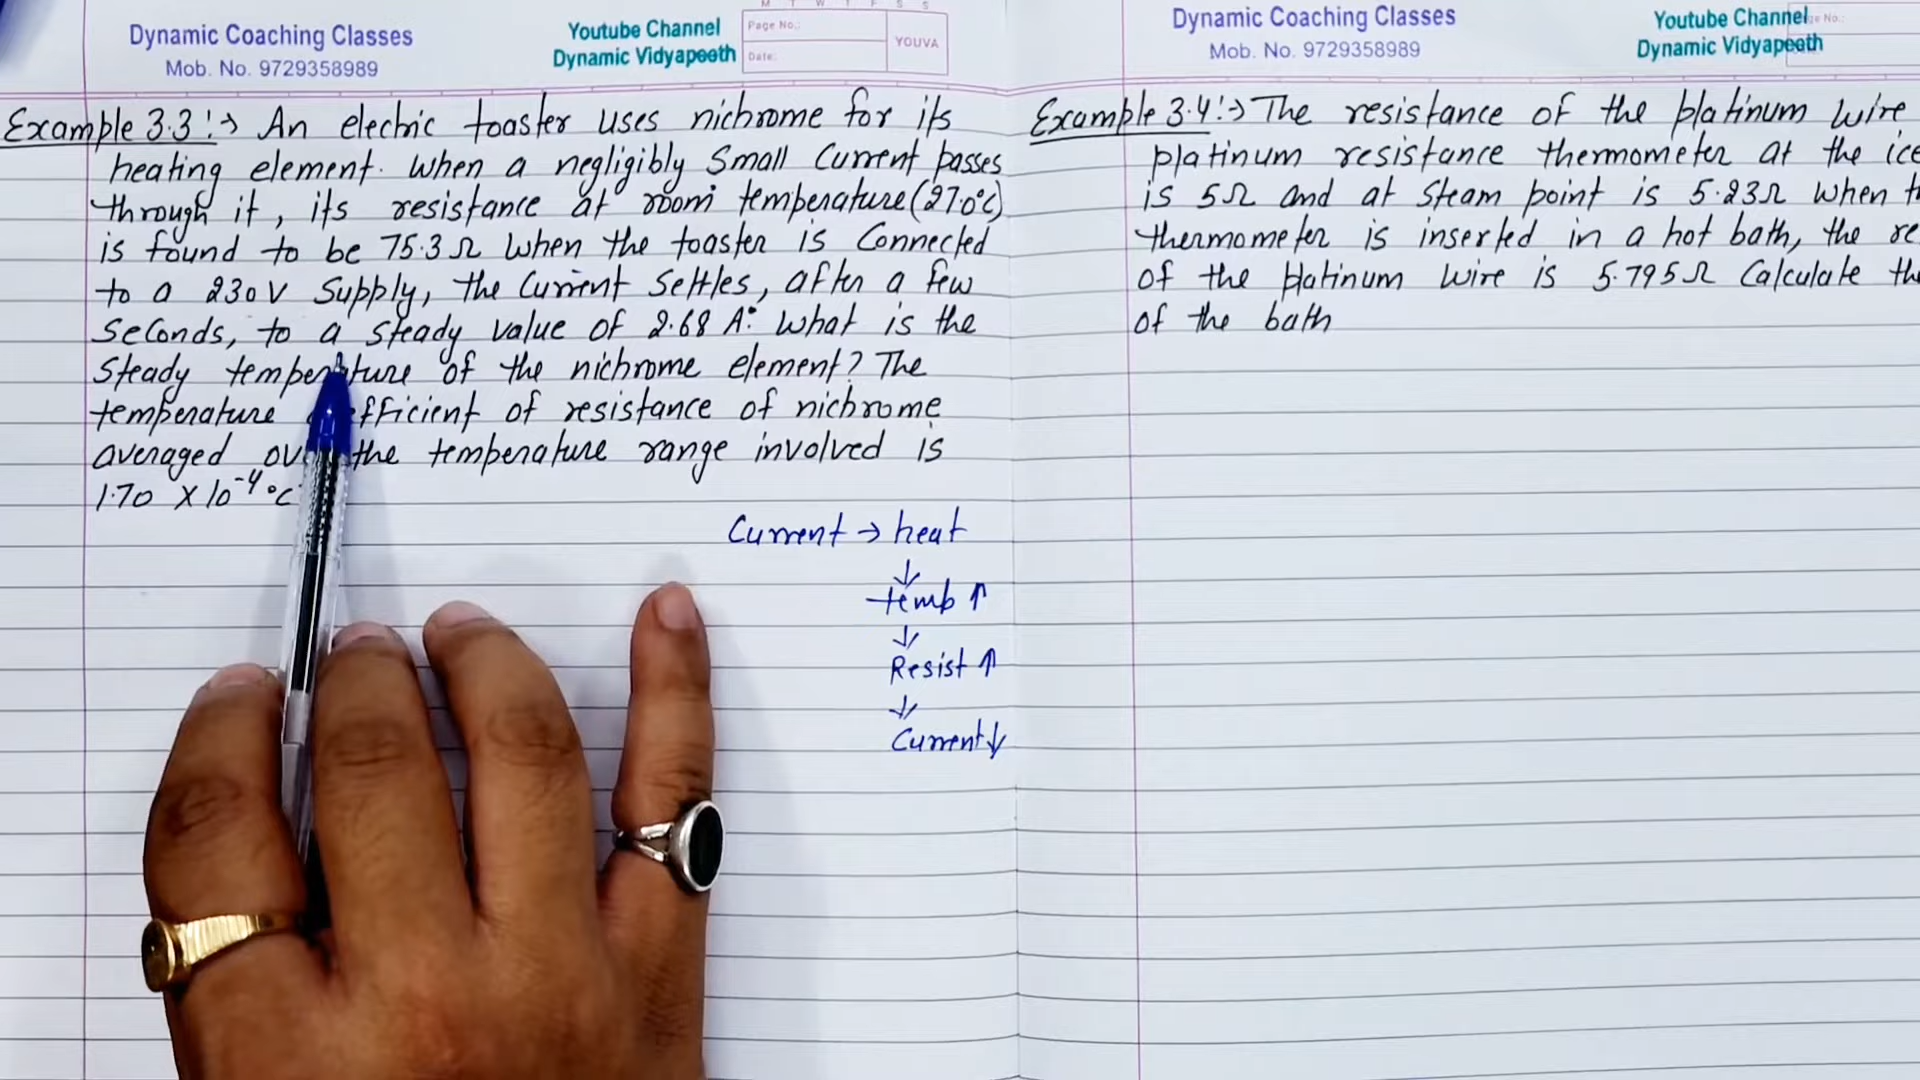 M T W T F S S
Dynamic Coaching Classes
Mob. No. 9729358989
Youtube Channel
Dynamic Vidyapeeth
Page No.:
Date:
YOUVA
Example 3.3 :→ An electric toaster uses nichrome for its
heating element. When a negligibly Small Current passes
through it, its resistance at room temperature (27.0°C)
is found to be 75.3 Ω When the toaster is Connected
to a 230 V Supply, the Current Settles, after a few
Seconds, to a steady value of 2.68 A. What is the
Steady temperature of the nichrome element? The
temperature of resistance of nichrome
averaged the temperature range involved is
1.70 × 10⁻⁴ °C
Current → heat
↓
temp ↑
↓
Resist ↑
↓
Current ↓
Dynamic Coaching Classes
Mob. No. 9729358989
Youtube Channel
Dynamic Vidyapeeth
No.:
Example 3.4 :→ The resistance of the platinum wire
platinum resistance thermometer at the ice
is 5Ω and at Steam point is 5.23Ω When
thermometer is inserted in a hot bath, the
of the platinum wire is 5.795Ω Calculate
of the bath